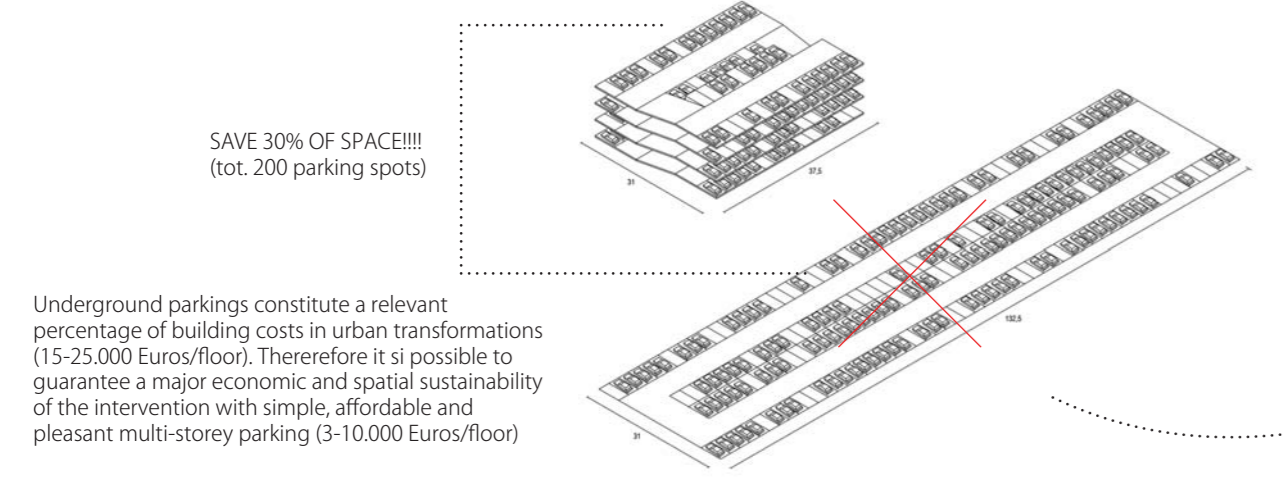 SAVE 30% OF SPACE!!!!
(tot. 200 parking spots)
31
37,5
Underground parkings constitute a relevant
percentage of building costs in urban transformations
(15-25.000 Euros/floor). Thererefore it si possible to
guarantee a major economic and spatial sustainability
of the intervention with simple, affordable and
pleasant multi-storey parking (3-10.000 Euros/floor)
132,5
31